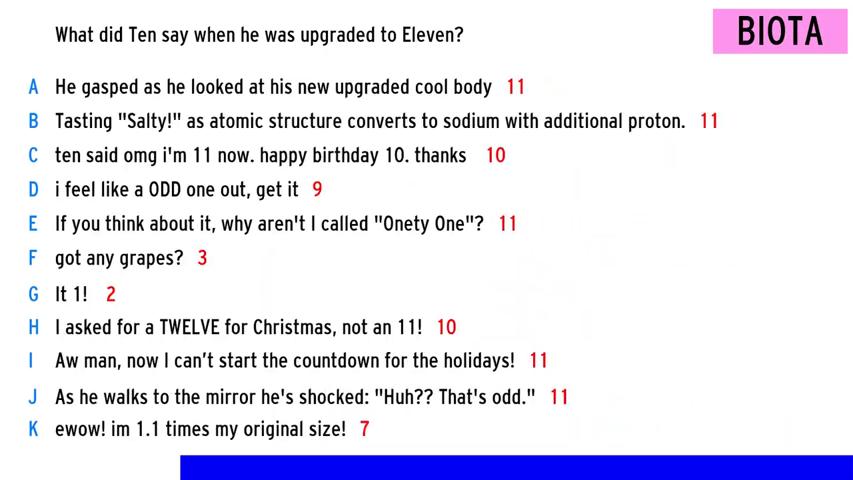 What did Ten say when he was upgraded to Eleven?
BIOTA
A He gasped as he looked at his new upgraded cool body 11
B Tasting "Salty!" as atomic structure converts to sodium with additional proton. 11
C ten said omg i'm 11 now. happy birthday 10. thanks 10
D i feel like a ODD one out, get it 9
E If you think about it, why aren't I called "Onety One"? 11
F got any grapes? 3
G It 1! 2
H I asked for a TWELVE for Christmas, not an 11! 10
I Aw man, now I can't start the countdown for the holidays! 11
J As he walks to the mirror he's shocked: "Huh?? That's odd." 11
K ewow! im 1.1 times my original size! 7